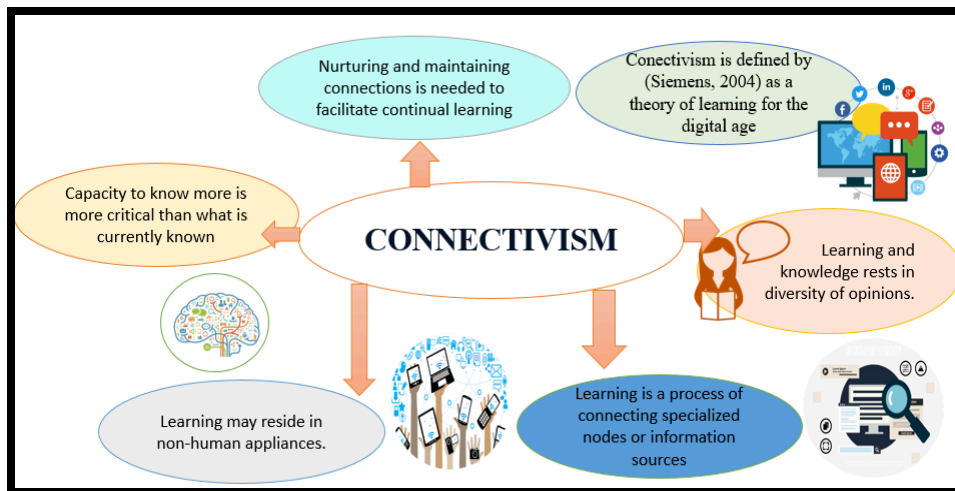 Nurturing and maintaining
connections is needed to
facilitate continual learning
Conectivism is defined by
(Siemens, 2004) as a
theory of learning for the
digital age
Capacity to know more is
more critical than what is
currently known
CONNECTIVISM
Learning and
knowledge rests in
diversity of opinions.
Learning may reside in
non-human appliances.
Learning is a process of
connecting specialized
nodes or information
sources